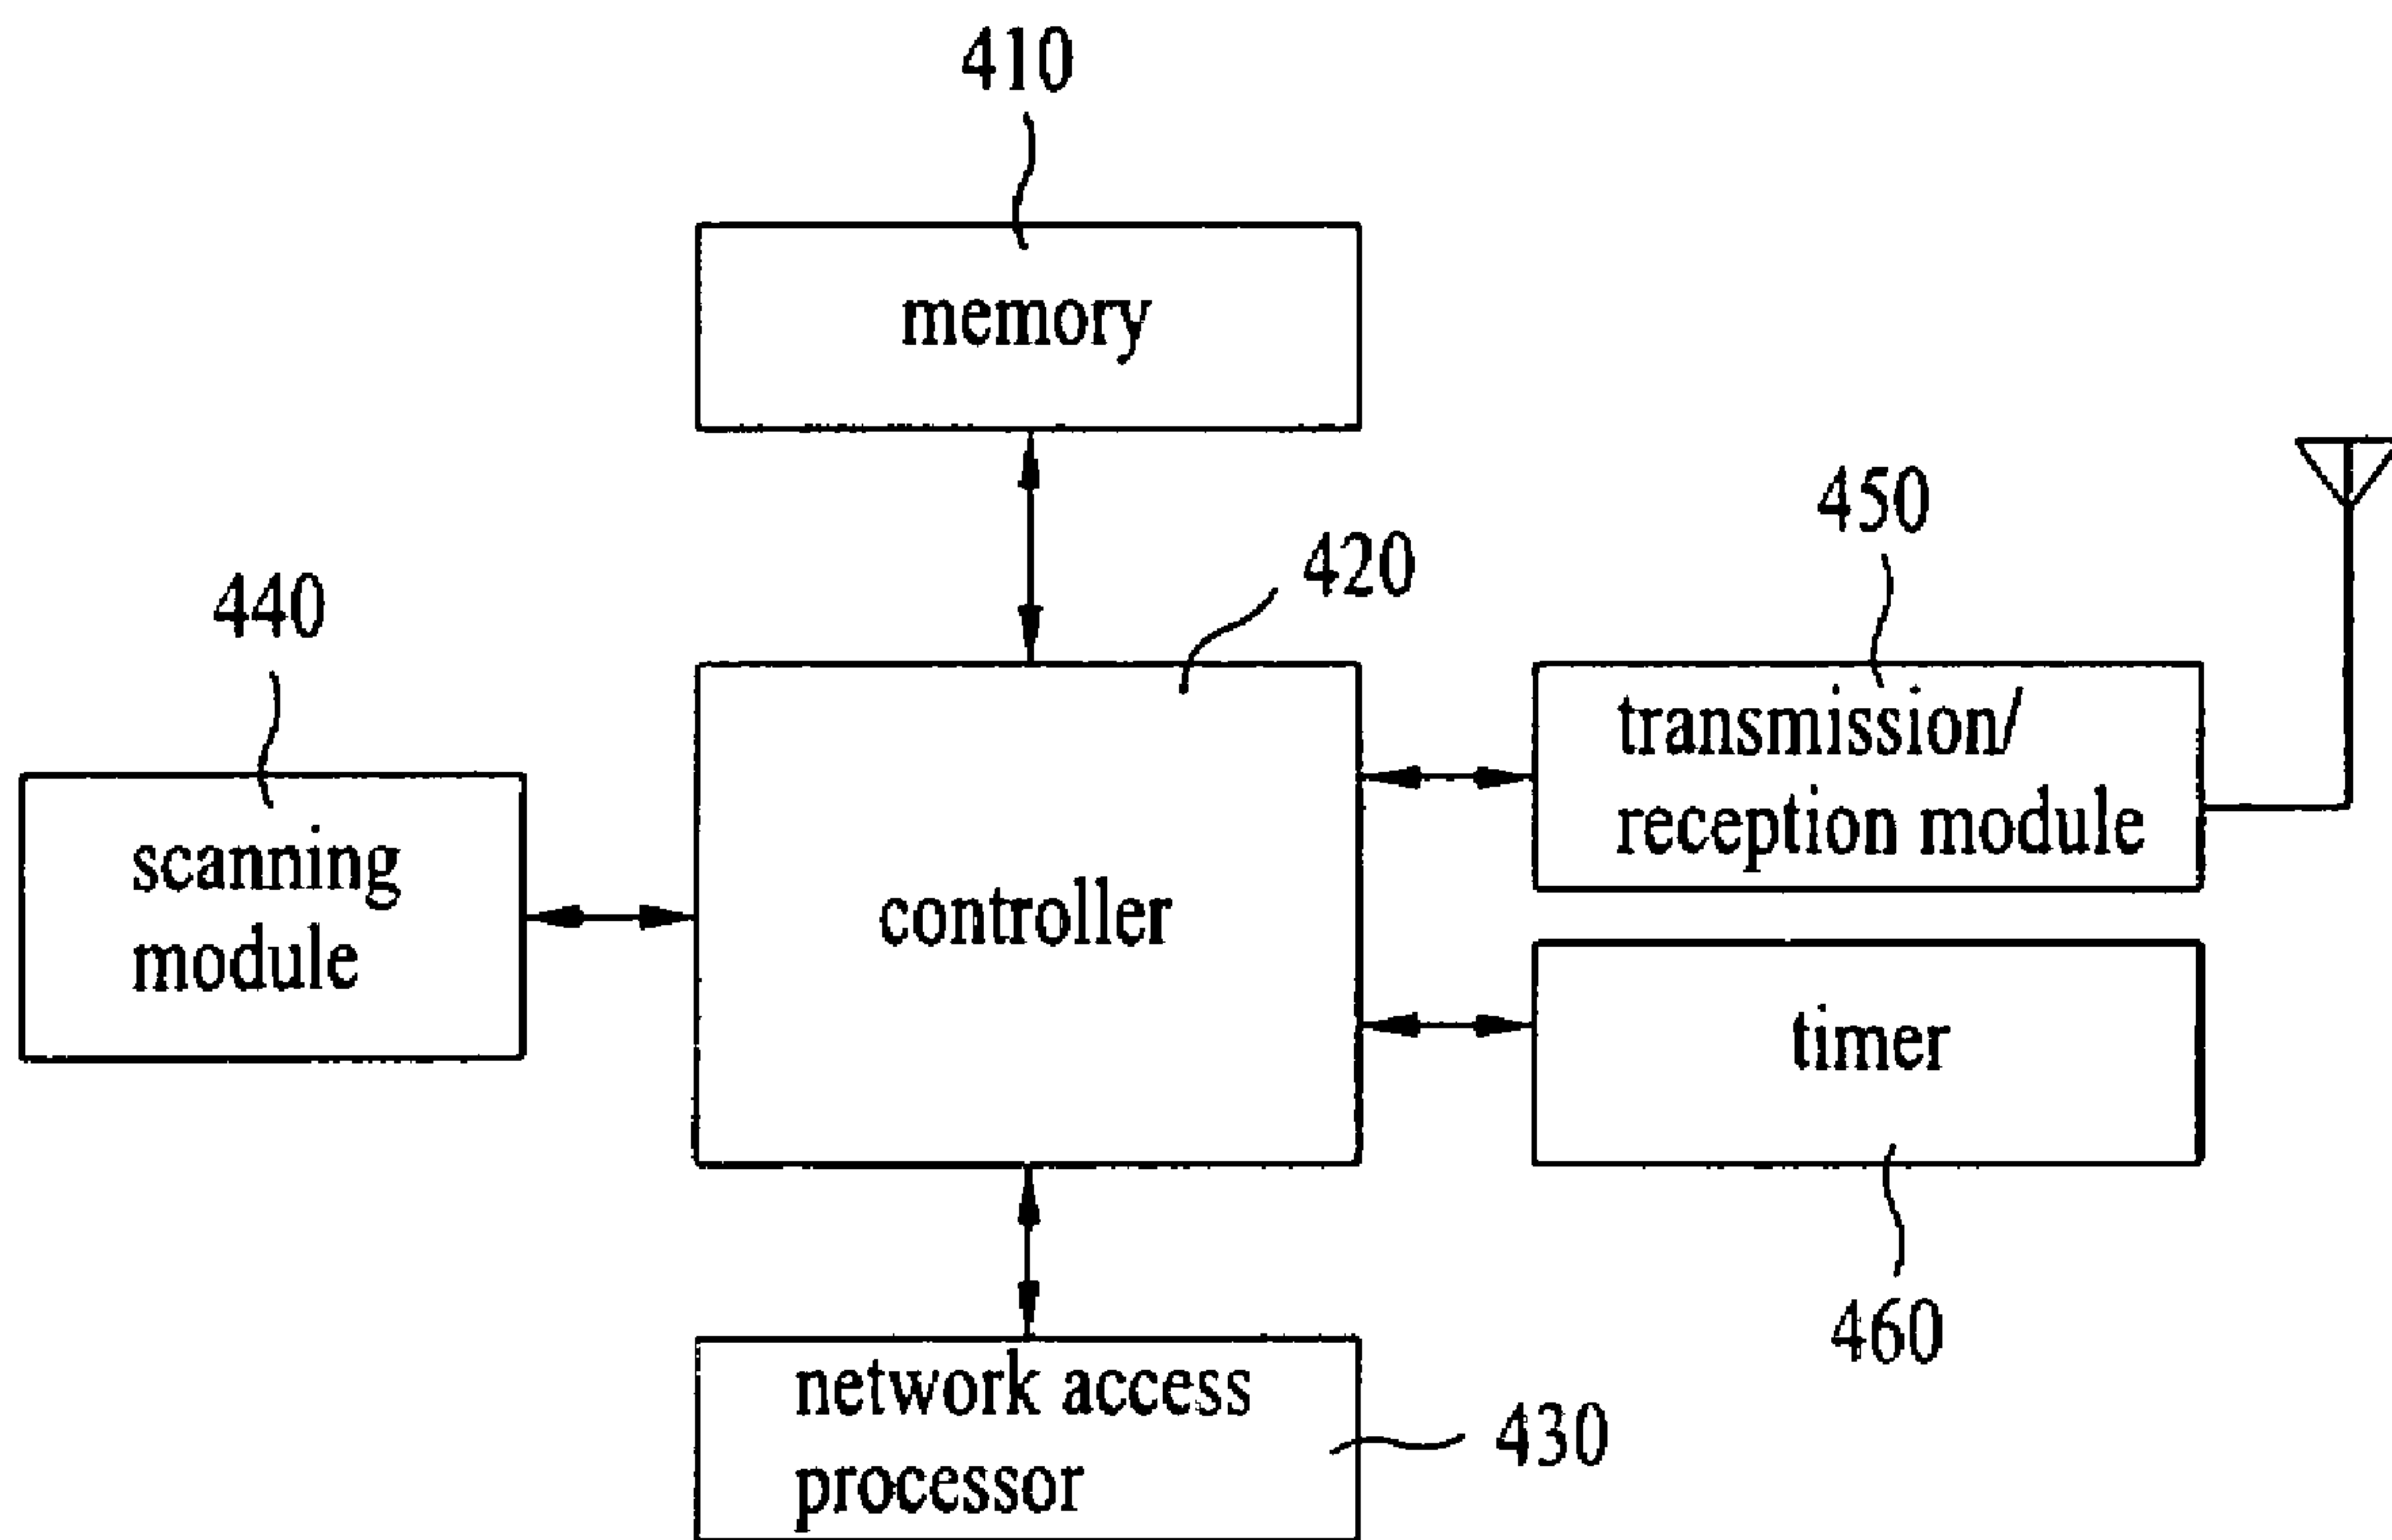 410
memory
450
420
440
transmission/
reception module
scanning
module
controller
timer
460
network access
processor
430